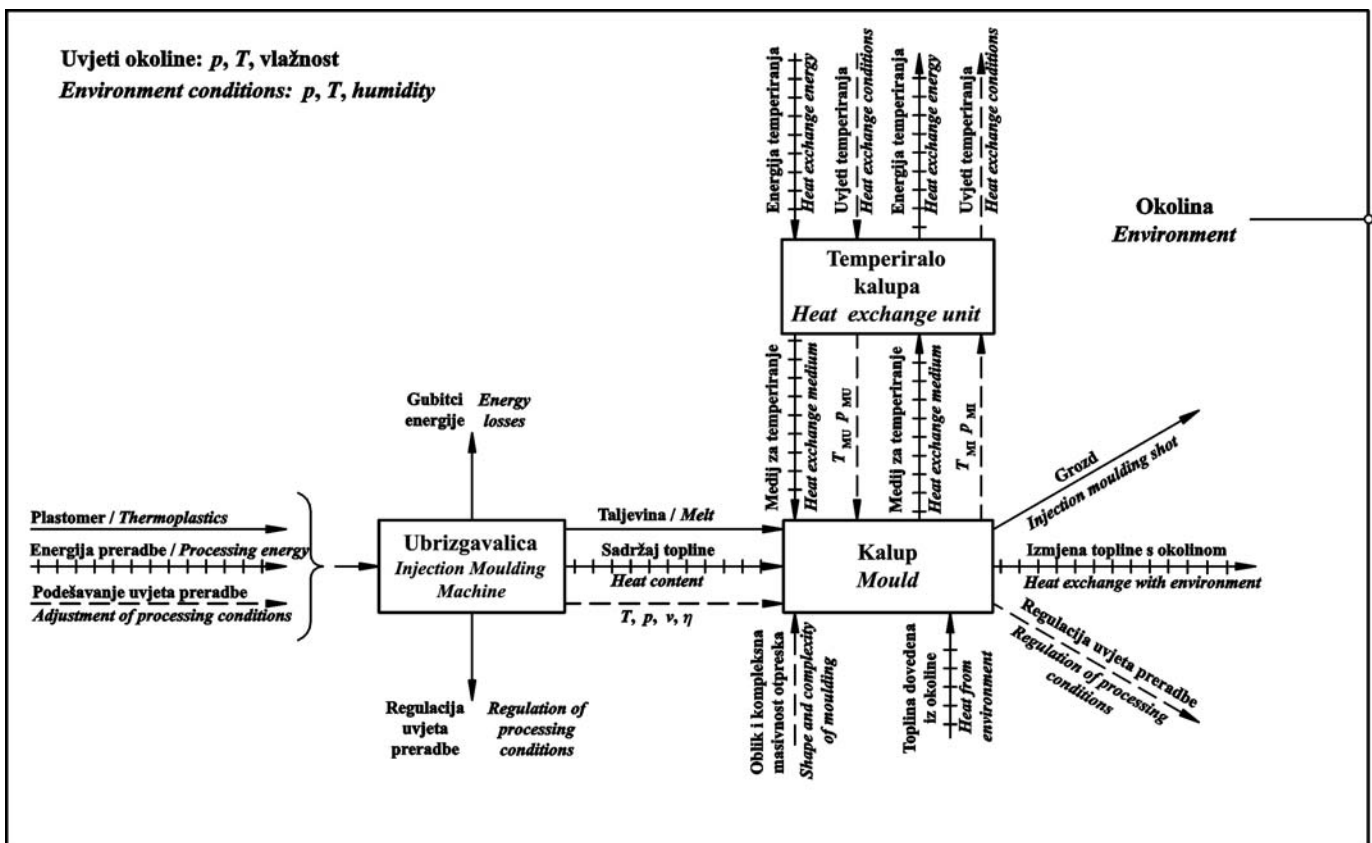 Uvjeti okoline: p, T, vlažnost
Environment conditions: p, T, humidity
Energija temperiranja
Heat exchange energy
Uvjeti temperiranja
Heat exchange conditions
Energija temperiranja
Heat exchange energy
Uvjeti temperiranja
Heat exchange conditions
Okolina
Environment
Temperiralo
kalupa
Heat exchange unit
Medij za temperiranje
Heat exchange medium
T MU p MU
Medij za temperiranje
Heat exchange medium
T MI p MI
Gubitci
energije
Energy
losses
Plastomer / Thermoplastics
Energija preradbe / Processing energy
Podešavanje uvjeta preradbe
Adjustment of processing conditions
Ubrizgavalica
Injection Moulding
Machine
Taljevina / Melt
Sadržaj topline
Heat content
T, p, v, η
Kalup
Mould
Grozd
Injection moulding shot
Izmjena topline s okolinom
Heat exchange with environment
Regulacija uvjeta preradbe
Regulation of processing
conditions
Regulacija
uvjeta
preradbe
Regulation of
processing
conditions
Oblik i kompleksna
masivnost otpreska
Shape and complexity
of moulding
Toplina dovedena
iz okoline
Heat from
environment